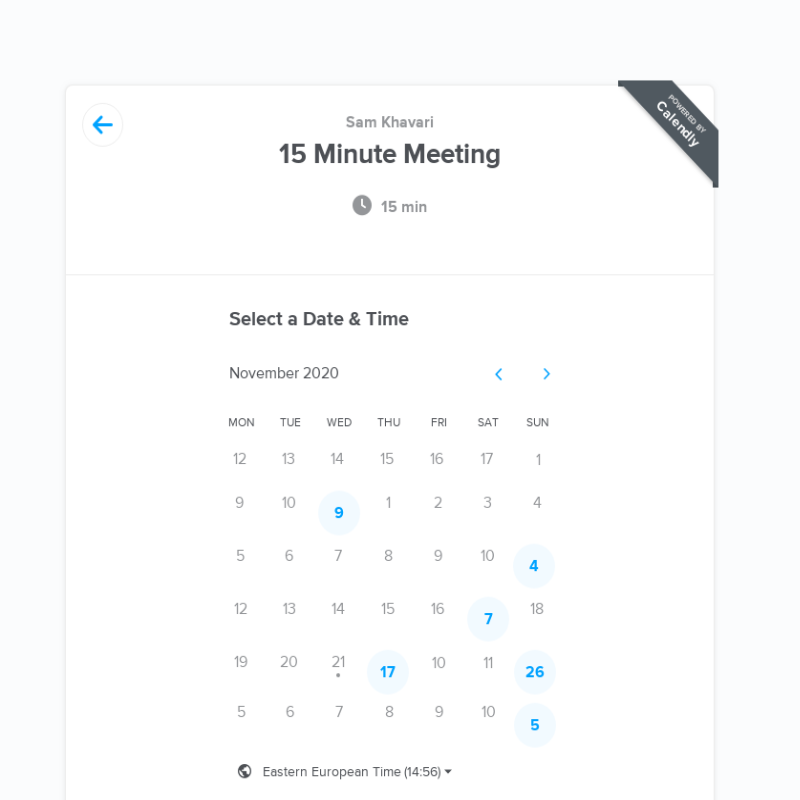 POWERED BY
Calendly
Sam Khavari
15 Minute Meeting
15 min
Select a Date & Time
November 2020
MON TUE WED THU FRI SAT SUN
12 13 14 15 16 17 1
9 10 9 1 2 3 4
5 6 7 8 9 10 4
12 13 14 15 16 7 18
19 20 21 17 10 11 26
5 6 7 8 9 10 5
Eastern European Time (14:56)